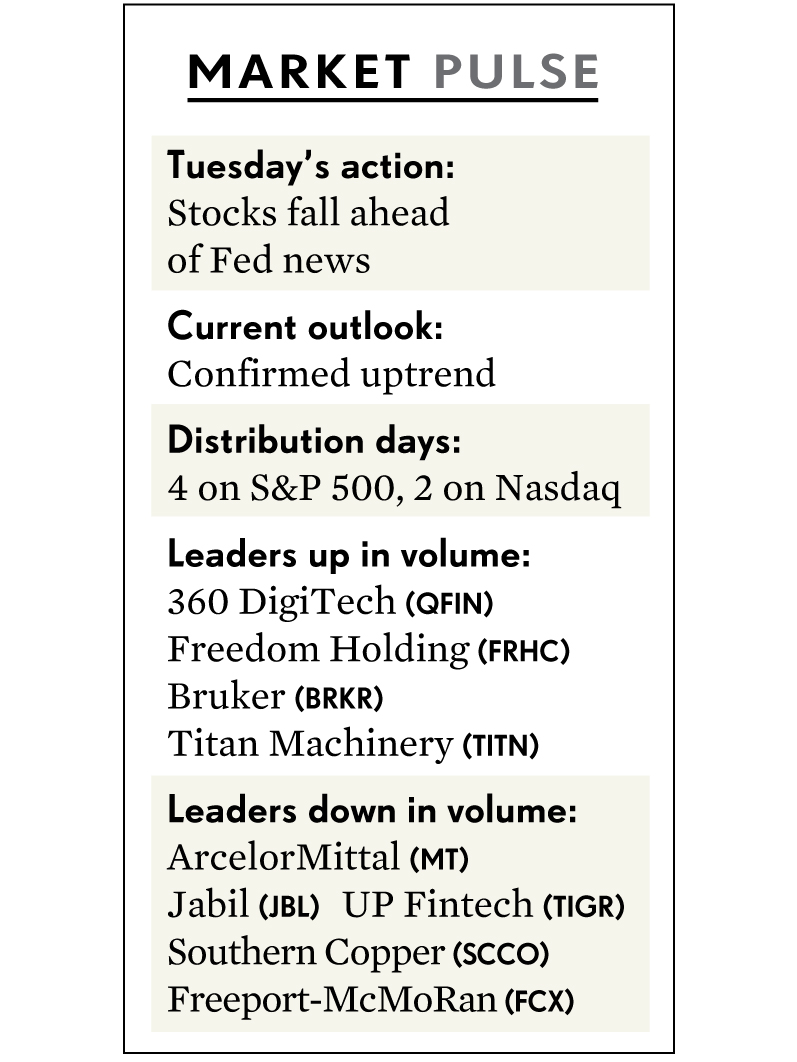 MARKET PULSE
Tuesday’s action:
Stocks fall ahead
of Fed news
Current outlook:
Confirmed uptrend
Distribution days:
4 on S&P 500, 2 on Nasdaq
Leaders up in volume:
360 DigiTech (QFIN)
Freedom Holding (FRHC)
Bruker (BRKR)
Titan Machinery (TITN)
Leaders down in volume:
ArcelorMittal (MT)
Jabil (JBL) UP Fintech (TIGR)
Southern Copper (SCCO)
Freeport-McMoRan (FCX)